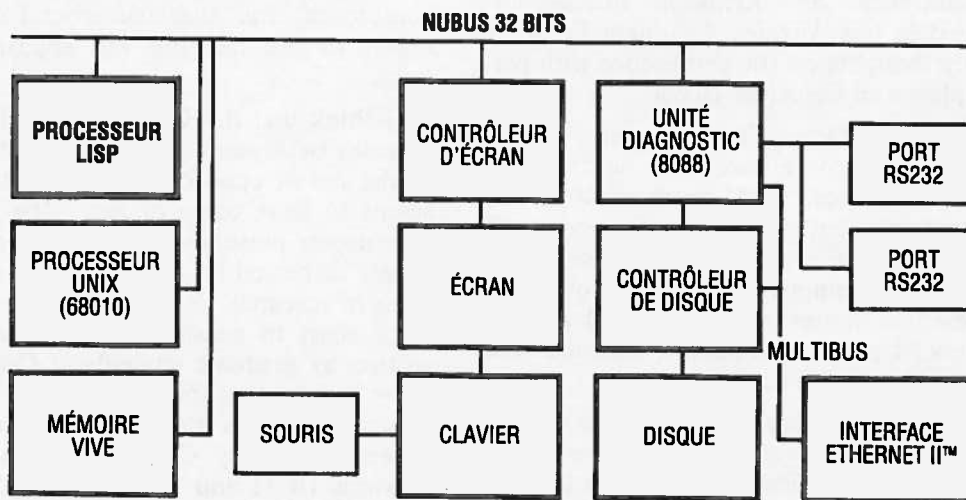 NUBUS 32 BITS
PROCESSEUR
LISP
CONTRÔLEUR
D'ÉCRAN
UNITÉ
DIAGNOSTIC
(8088)
PORT
RS232
PROCESSEUR
UNIX
(68010)
ÉCRAN
CONTRÔLEUR
DE DISQUE
PORT
RS232
MULTIBUS
MÉMOIRE
VIVE
SOURIS
CLAVIER
DISQUE
INTERFACE
ETHERNET II™